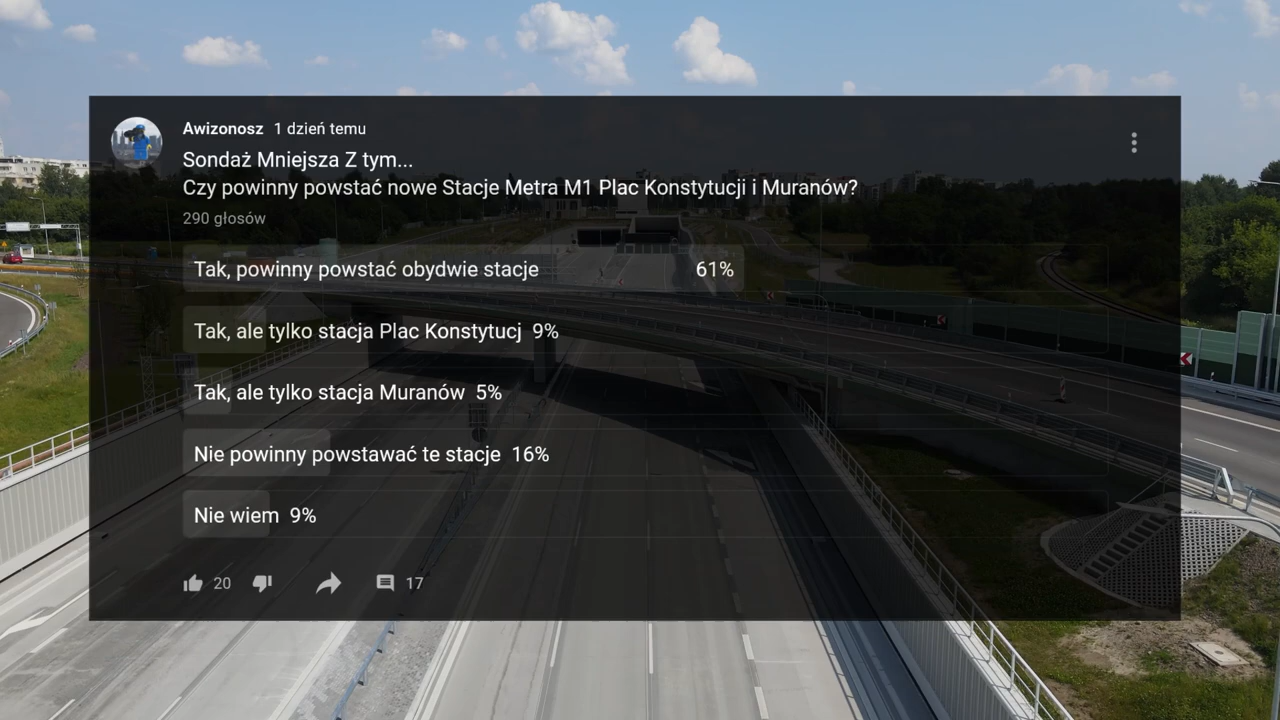 Awizonosz 1 dzień temu
Sondaż Mniejsza Z tym...
Czy powinny powstać nowe Stacje Metra M1 Plac Konstytucji i Muranów?
290 głosów
Tak, powinny powstać obydwie stacje 61%
Tak, ale tylko stacja Plac Konstytucj 9%
Tak, ale tylko stacja Muranów 5%
Nie powinny powstawać te stacje 16%
Nie wiem 9%
20 17